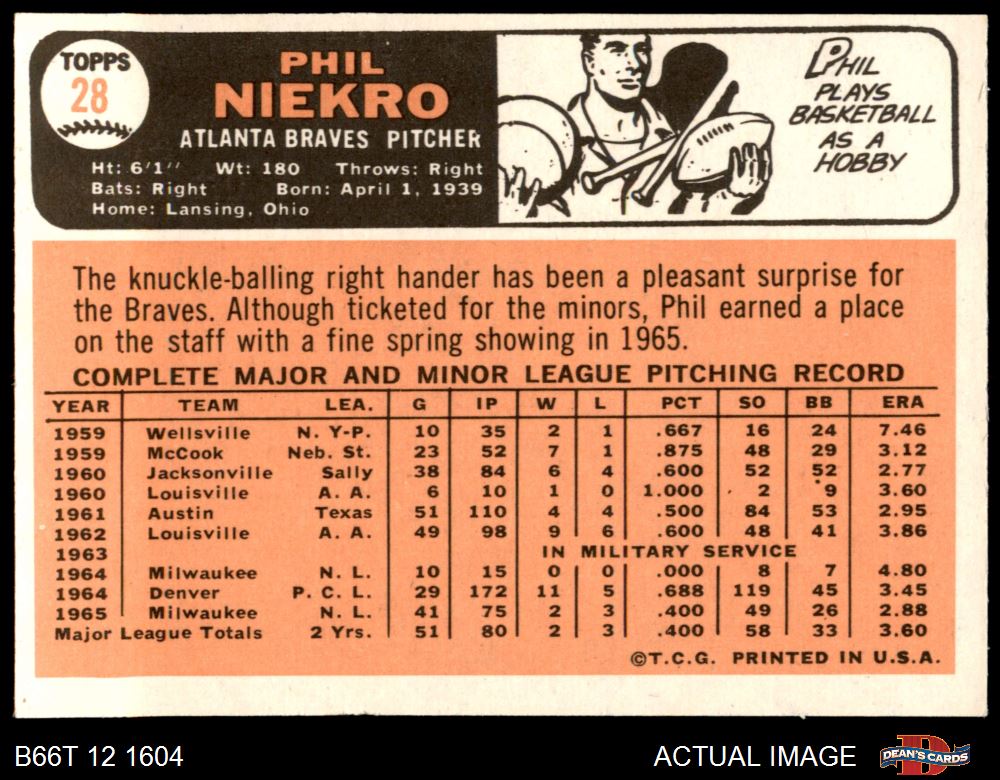 TOPPS
28
PHIL
NIEKRO
ATLANTA BRAVES PITCHER
Ht: 6'1" Wt: 180 Throws: Right
Bats: Right Born: April 1, 1939
Home: Lansing, Ohio
PHIL
PLAYS
BASKETBALL
AS A
HOBBY
The knuckle-balling right hander has been a pleasant surprise for
the Braves. Although ticketed for the minors, Phil earned a place
on the staff with a fine spring showing in 1965.
COMPLETE MAJOR AND MINOR LEAGUE PITCHING RECORD
YEAR TEAM LEA. G IP W L PCT SO BB ERA
1959 Wellsville N. Y-P. 10 35 2 1 .667 16 24 7.46
1959 McCook Neb. St. 23 52 7 1 .875 48 29 3.12
1960 Jacksonville Sally 38 84 6 4 .600 52 52 2.77
1960 Louisville A. A. 6 10 1 0 1.000 2 9 3.60
1961 Austin Texas 51 110 4 4 .500 84 53 2.95
1962 Louisville A. A. 49 98 9 6 .600 48 41 3.86
1963 IN MILITARY SERVICE
1964 Milwaukee N. L. 10 15 0 0 .000 8 7 4.80
1964 Denver P. C. L. 29 172 11 5 .688 119 45 3.45
1965 Milwaukee N. L. 41 75 2 3 .400 49 26 2.88
Major League Totals 2 Yrs. 51 80 2 3 .400 58 33 3.60
©T.C.G. PRINTED IN U.S.A.
B66T 12 1604 ACTUAL IMAGE DEAN'S CARDS